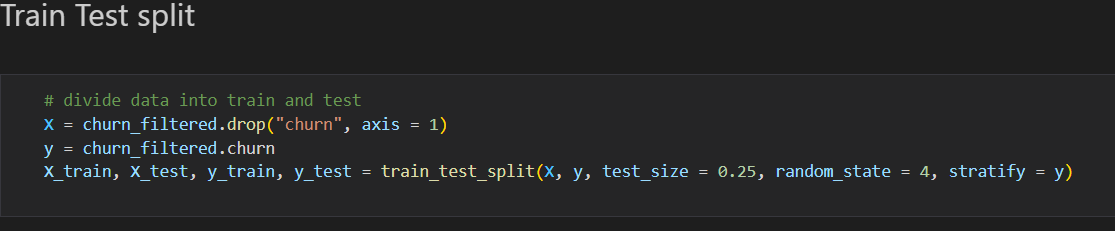 Train Test split
# divide data into train and test
X = churn_filtered.drop("churn", axis = 1)
y = churn_filtered.churn
X_train, X_test, y_train, y_test = train_test_split(X, y, test_size = 0.25, random_state = 4, stratify = y)